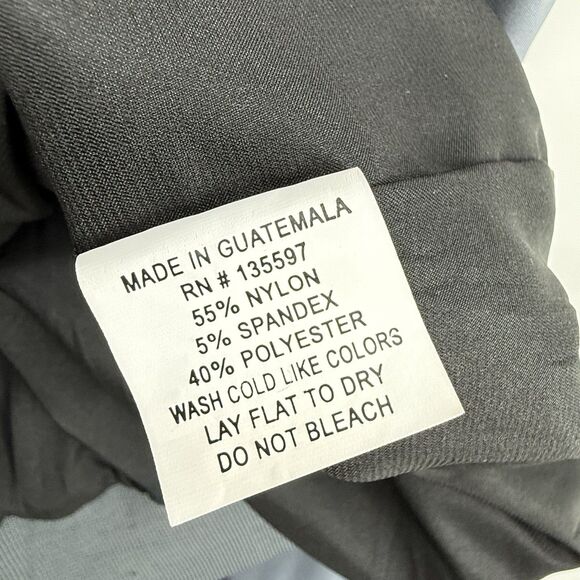 MADE IN GUATEMALA
RN # 135597
55% NYLON
5% SPANDEX
40% POLYESTER
WASH COLD LIKE COLORS
LAY FLAT TO DRY
DO NOT BLEACH